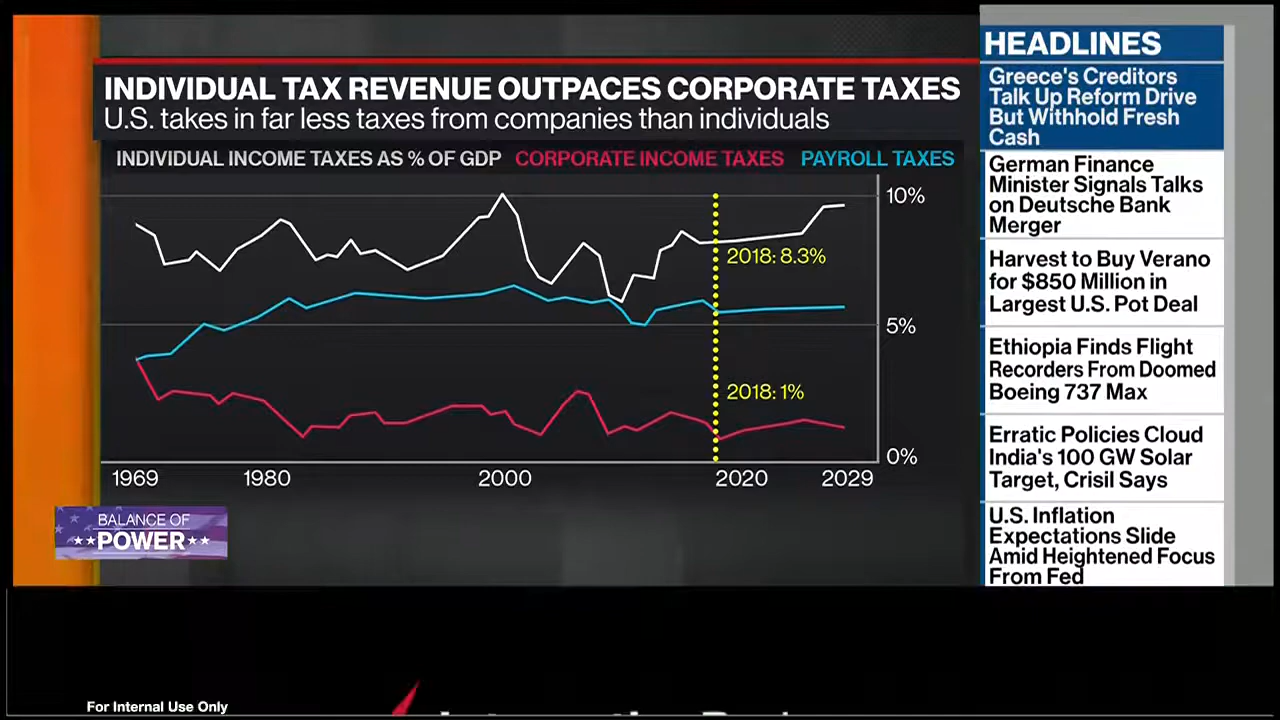 INDIVIDUAL TAX REVENUE OUTPACES CORPORATE TAXES
U.S. takes in far less taxes from companies than individuals
INDIVIDUAL INCOME TAXES AS % OF GDP CORPORATE INCOME TAXES PAYROLL TAXES
10%
2018: 8.3%
5%
2018: 1%
0%
1969 1980 2000 2020 2029
BALANCE OF
★★POWER★★
HEADLINES
Greece's Creditors
Talk Up Reform Drive
But Withhold Fresh
Cash
German Finance
Minister Signals Talks
on Deutsche Bank
Merger
Harvest to Buy Verano
for $850 Million in
Largest U.S. Pot Deal
Ethiopia Finds Flight
Recorders From Doomed
Boeing 737 Max
Erratic Policies Cloud
India's 100 GW Solar
Target, Crisil Says
U.S. Inflation
Expectations Slide
Amid Heightened Focus
From Fed
For Internal Use Only